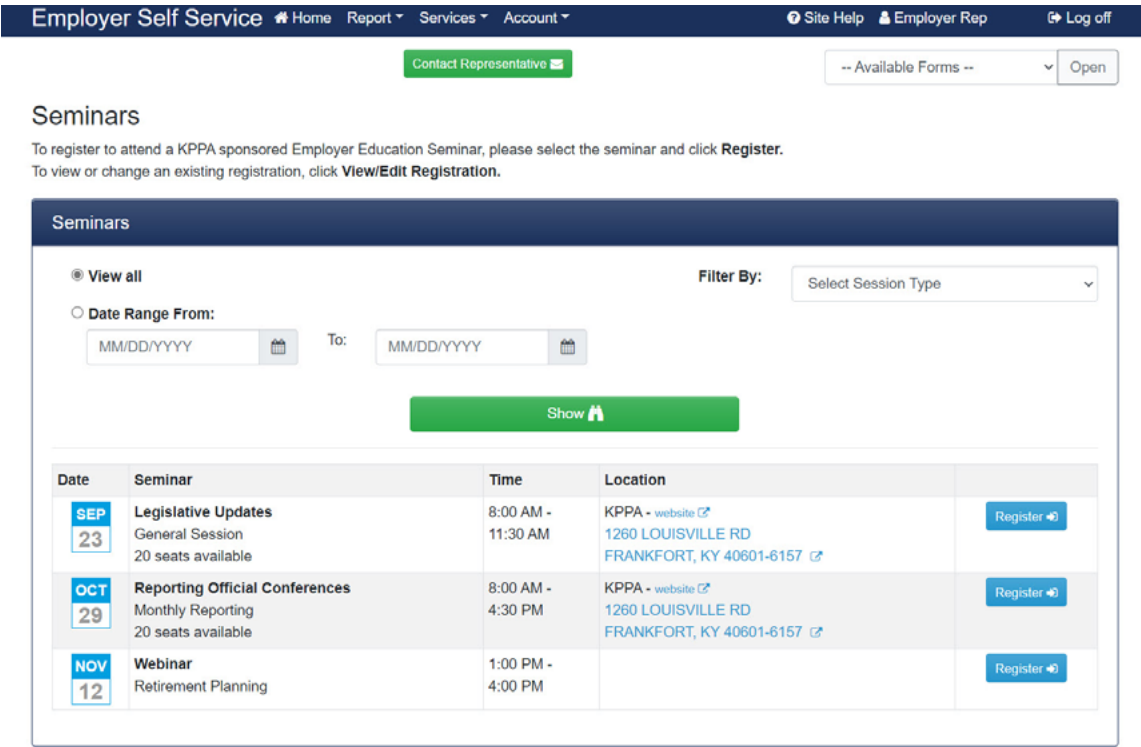 Employer Self Service Home Report Services Account Site Help Employer Rep Log off
Contact Representative -- Available Forms -- Open
Seminars
To register to attend a KPPA sponsored Employer Education Seminar, please select the seminar and click Register.
To view or change an existing registration, click View/Edit Registration.
Seminars
View all Filter By: Select Session Type
Date Range From:
MM/DD/YYYY To: MM/DD/YYYY
Show
Date Seminar Time Location
SEP Legislative Updates 8:00 AM - KPPA - website Register
23 General Session 11:30 AM 1260 LOUISVILLE RD
20 seats available FRANKFORT, KY 40601-6157
OCT Reporting Official Conferences 8:00 AM - KPPA - website Register
29 Monthly Reporting 4:30 PM 1260 LOUISVILLE RD
20 seats available FRANKFORT, KY 40601-6157
NOV Webinar 1:00 PM - Register
12 Retirement Planning 4:00 PM